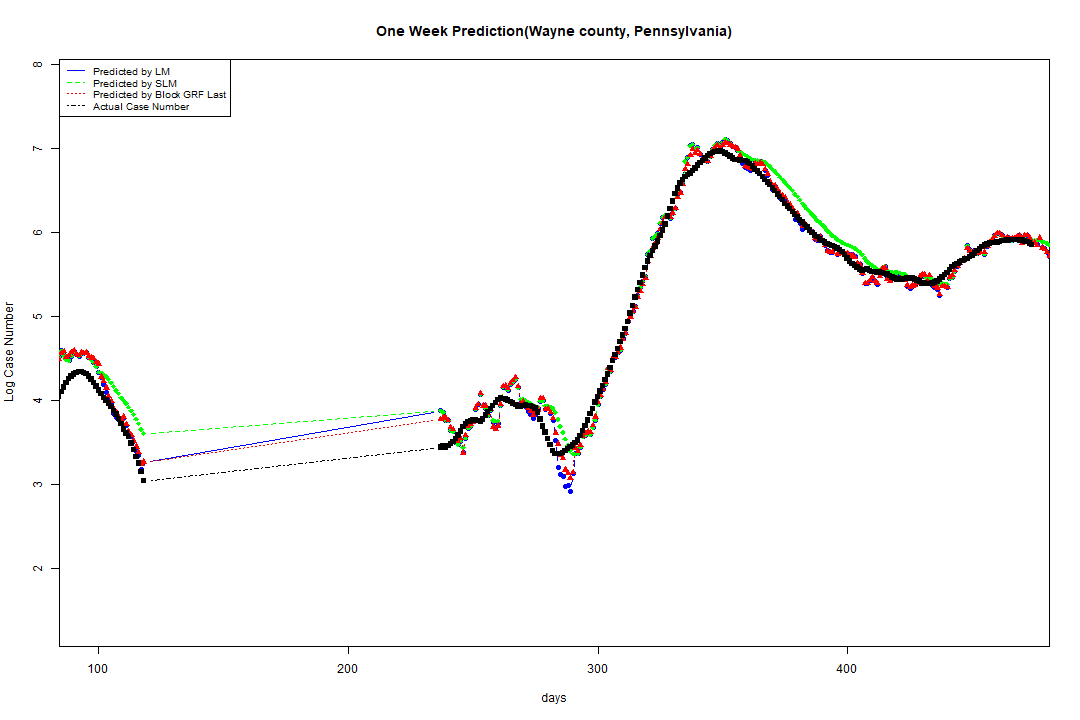 One Week Prediction(Wayne county, Pennsylvania)
Predicted by LM
Predicted by SLM
Predicted by Block GRF Last
Actual Case Number
8
7
6
5
4
3
2
Log Case Number
100 200 300 400
days